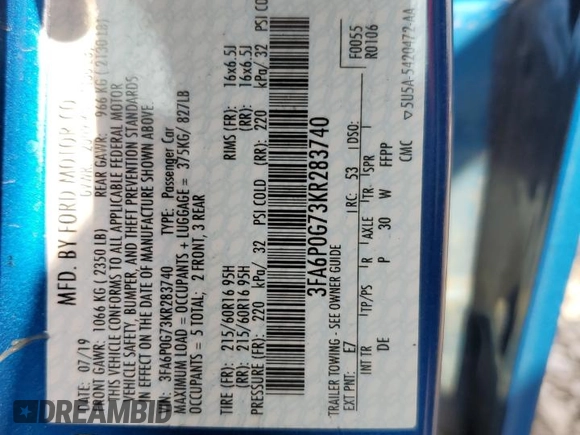 MFD. BY FORD MOTOR CO.
07/19
FRONT GAWR: 1066 KG ( 2350 LB) REAR GAWR: 966 KG ( 2130 LB)
THIS VEHICLE CONFORMS TO ALL APPLICABLE FEDERAL MOTOR
VEHICLE SAFETY, BUMPER, AND THEFT PREVENTION STANDARDS
IN EFFECT ON THE DATE OF MANUFACTURE SHOWN ABOVE.
VIN: 3FA6P0G73KR283740 TYPE: Passenger Car
MAXIMUM LOAD = OCCUPANTS + LUGGAGE = 375KG/ 827LB
OCCUPANTS = 5 TOTAL; 2 FRONT, 3 REAR
TIRE (FR): 215/60R16 95H RIMS (FR): 16x6.5J
(RR): 215/60R16 95H (RR): 16x6.5J
PRESSURE (FR): 220 kPa/ 32 PSI COLD (RR): 220 kPa/ 32 PSI
3FA6P0G73KR283740
TRAILER TOWING - SEE OWNER GUIDE
F0055
R0106
EXT PNT: E7 RC: 53 DSO:
INT TR TP/PS R AXLE TR SPR
DE P 30 W FFPP
CMC
5U5A-5420472-AA
DREAMBID